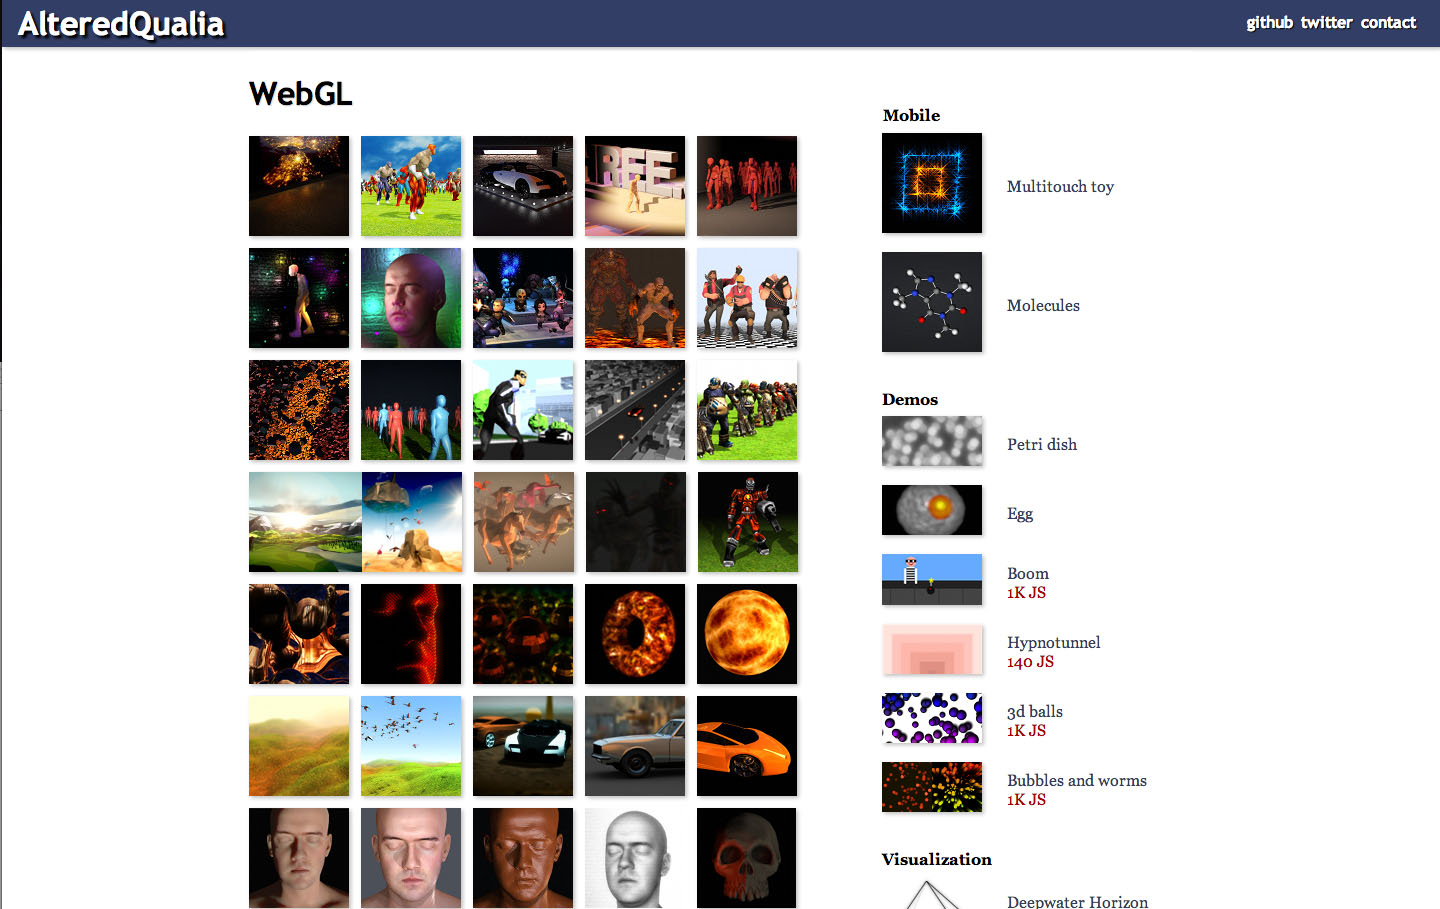 AlteredQualia
github twitter contact
WebGL
REE
Mobile
Multitouch toy
Molecules
Demos
Petri dish
Egg
Boom
1K JS
Hypnotunnel
140 JS
3d balls
1K JS
Bubbles and worms
1K JS
Visualization
Deepwater Horizon